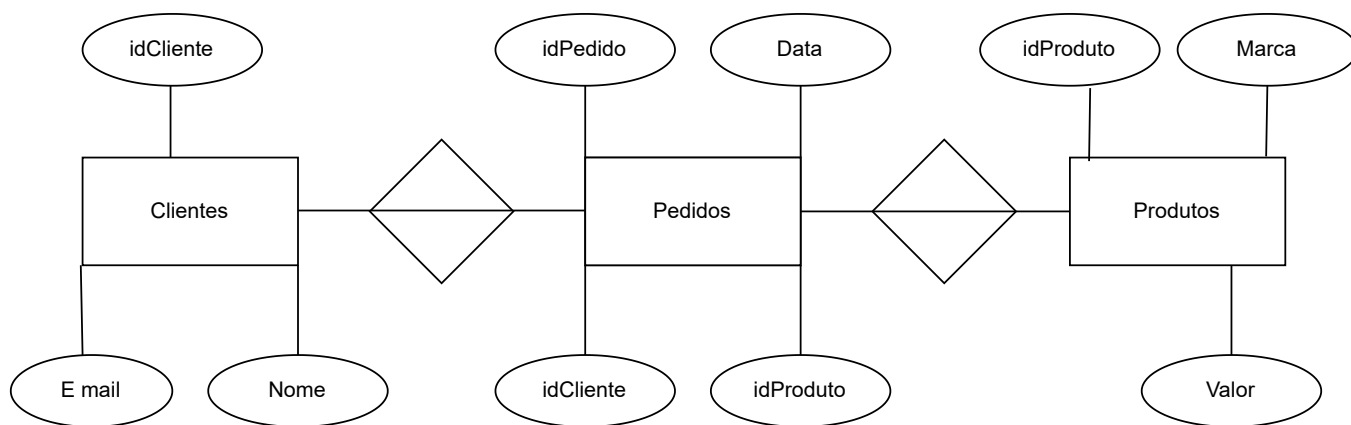 idCliente
idPedido
Data
idProduto
Marca
Clientes
Pedidos
Produtos
E mail
Nome
idCliente
idProduto
Valor